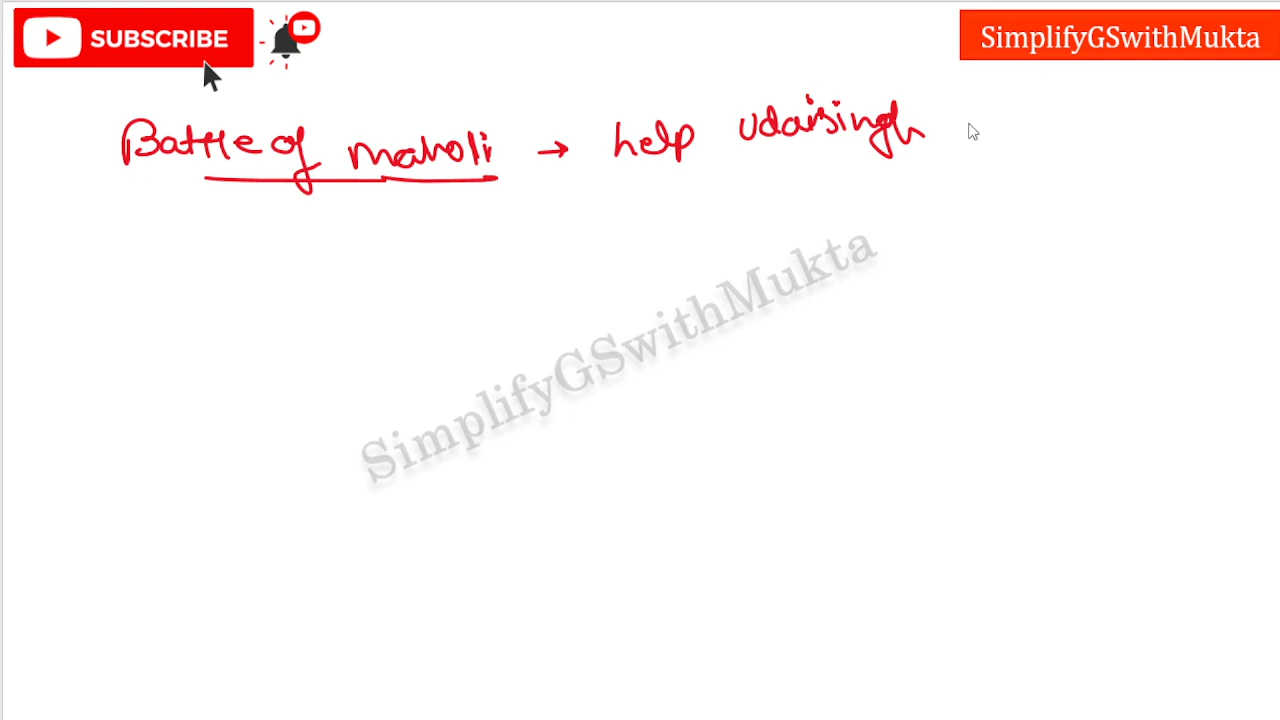 SUBSCRIBE
SimplifyGSwithMukta
Battle of maholi → help udaisingh
SimplifyGSwithMukta